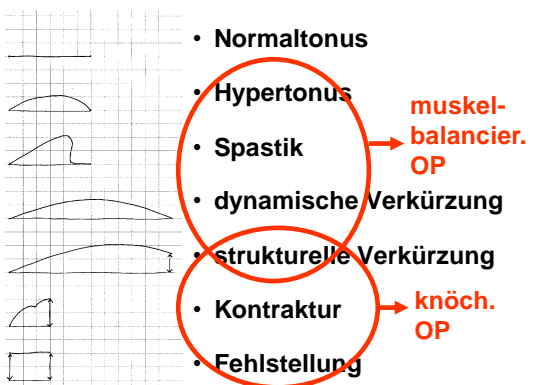 • Normaltonus
• Hypertonus
• Spastik
• dynamische Verkürzung
• strukturelle Verkürzung
• Kontraktur
• Fehlstellung
muskel-
balancier.
OP
knöch.
OP